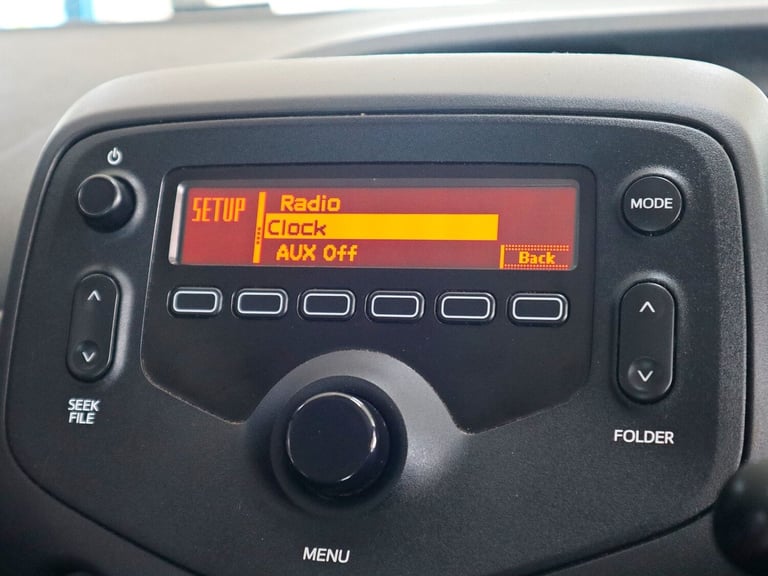 SETUP
Radio
Clock
AUX Off
Back
MODE
SEEK
FILE
FOLDER
MENU